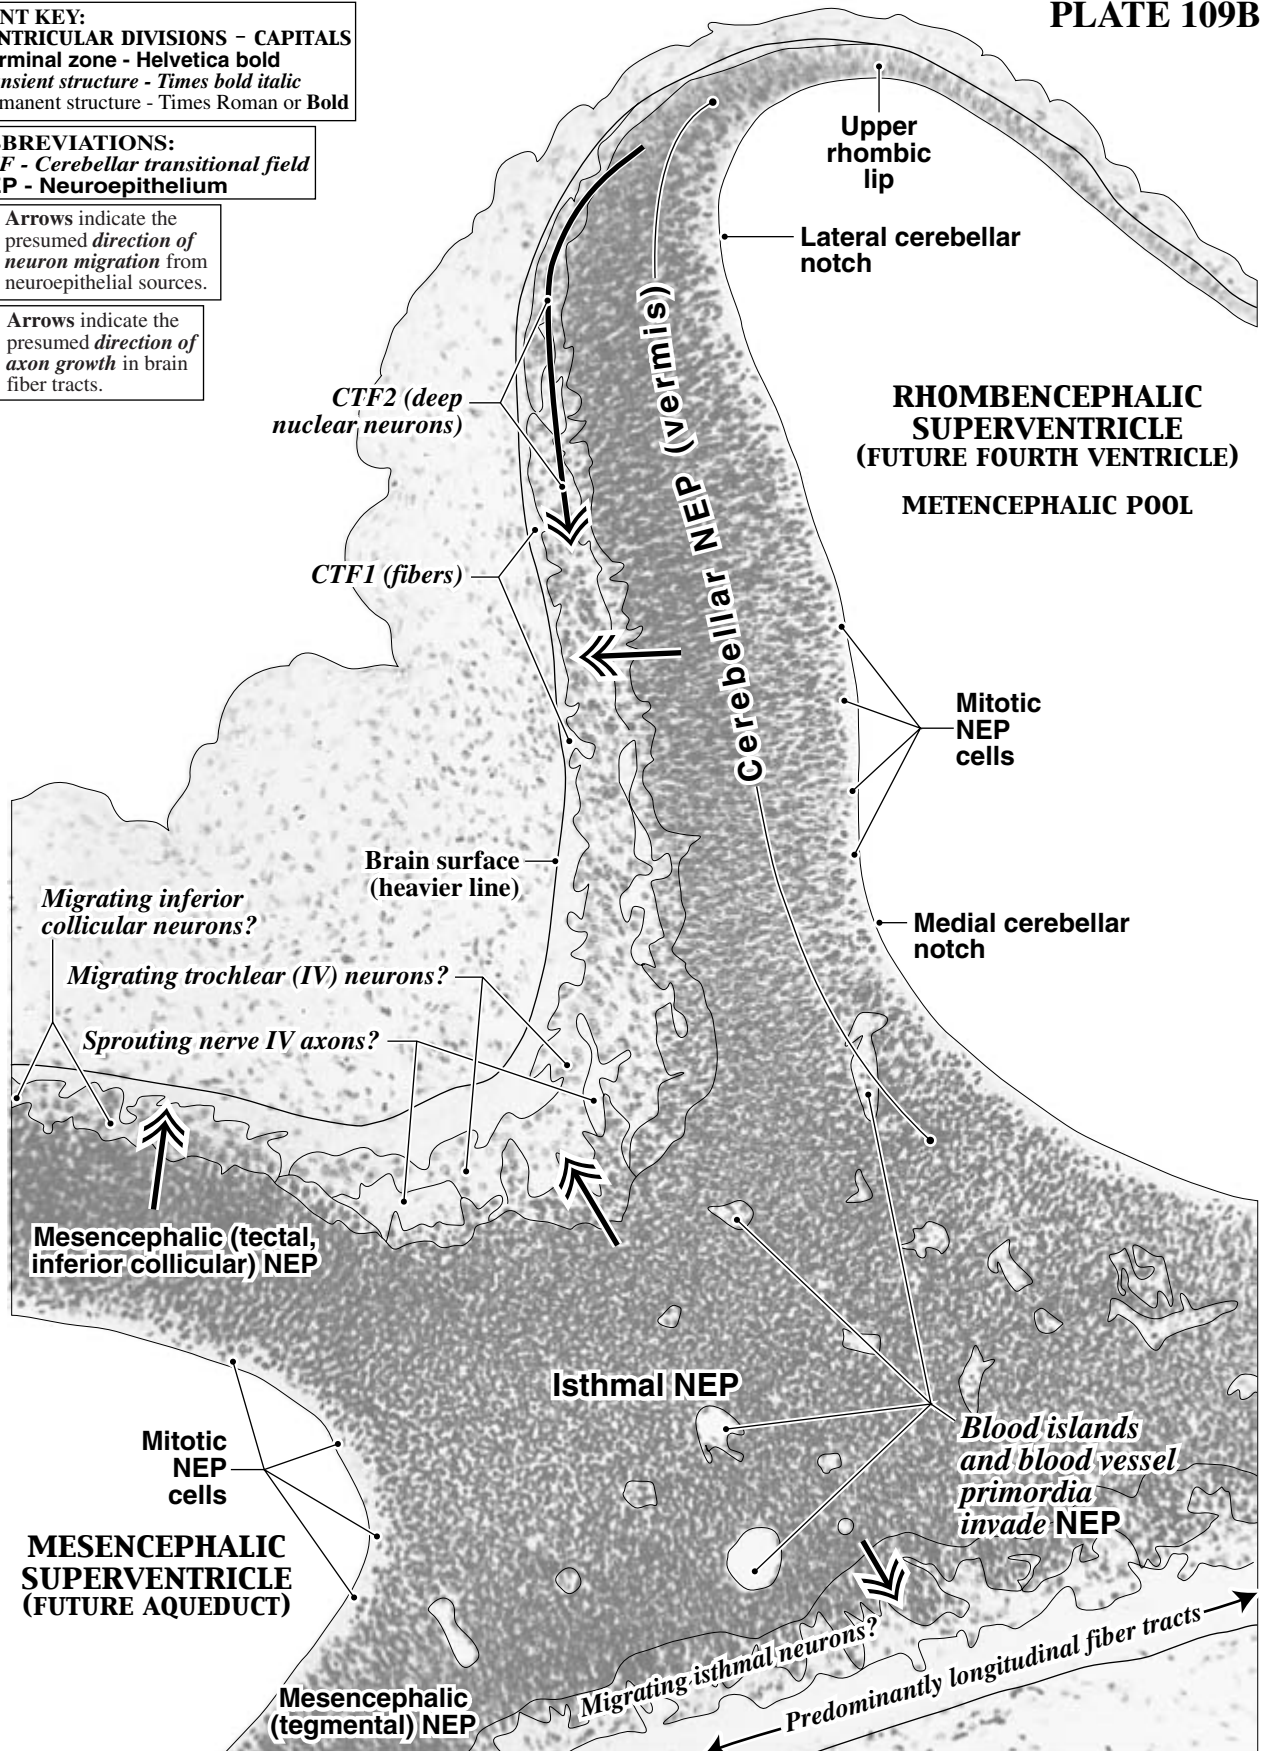 PLATE 109B
NT KEY:
NTRICULAR DIVISIONS – CAPITALS
rminal zone - Helvetica bold
nsient structure - Times bold italic
manent structure - Times Roman or Bold
BBREVIATIONS:
F - Cerebellar transitional field
EP - Neuroepithelium
Arrows indicate the
presumed direction of
neuron migration from
neuroepithelial sources.
Arrows indicate the
presumed direction of
axon growth in brain
fiber tracts.
Upper
rhombic
lip
Lateral cerebellar
notch
CTF2 (deep
nuclear neurons)
RHOMBENCEPHALIC
SUPERVENTRICLE
(FUTURE FOURTH VENTRICLE)
METENCEPHALIC POOL
Cerebellar NEP (vermis)
CTF1 (fibers)
Mitotic
NEP
cells
Brain surface
(heavier line)
Migrating inferior
collicular neurons?
Medial cerebellar
notch
Migrating trochlear (IV) neurons?
Sprouting nerve IV axons?
Mesencephalic (tectal,
inferior collicular) NEP
Isthmal NEP
Mitotic
NEP
cells
Blood islands
and blood vessel
primordia
invade NEP
MESENCEPHALIC
SUPERVENTRICLE
(FUTURE AQUEDUCT)
Migrating isthmal neurons?
Predominantly longitudinal fiber tracts
Mesencephalic
(tegmental) NEP